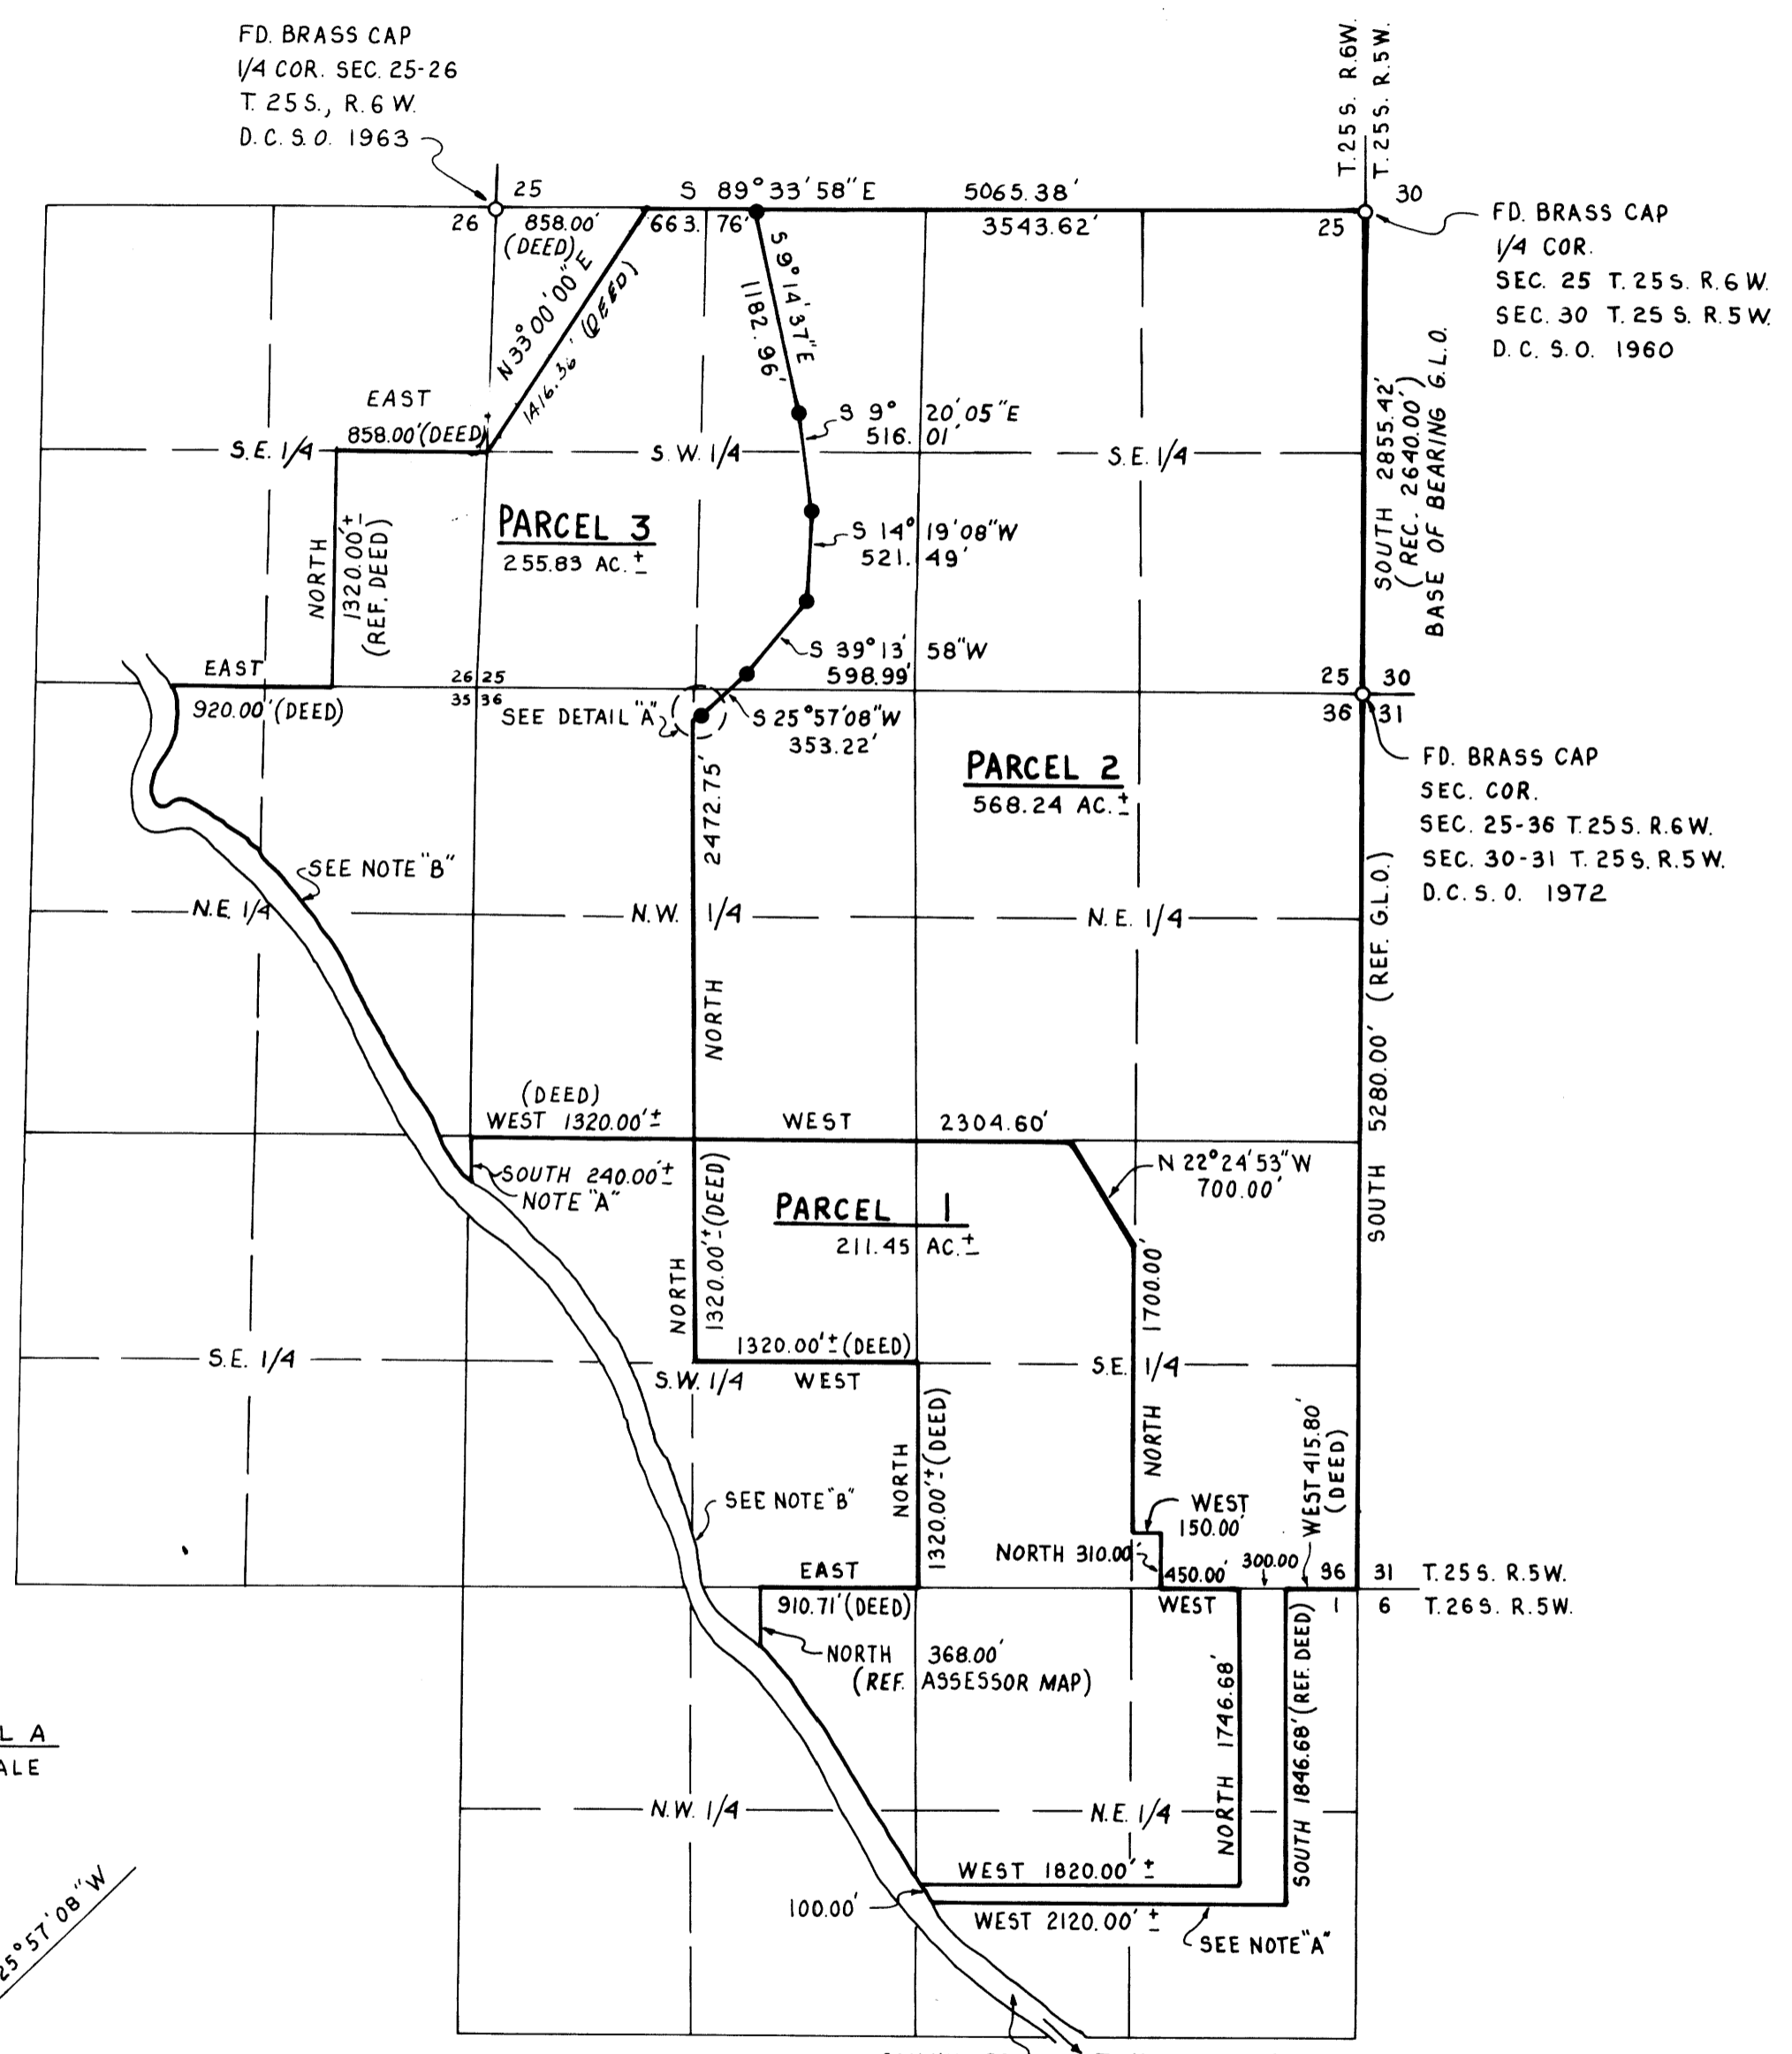 FD. BRASS CAP
1/4 COR. SEC. 25-26
T. 25 S., R. 6 W.
D. C. S. O. 1963
T. 25 S. R. 6W.
T. 25 S. R. 5 W.
25
26
S 89° 33' 58" E 5065.38'
858.00'
(DEED)
663.76'
3543.62'
25
30
FD. BRASS CAP
1/4 COR.
SEC. 25 T. 25 S. R. 6 W.
SEC. 30 T. 25 S. R. 5 W.
D. C. S. O. 1960
N 33° 00' 00" E
1416.36' (DEED)
S 9° 14' 37" E
1182.96'
EAST
858.00' (DEED)
S 9° 20' 05" E
516.01'
S.E. 1/4
S.W. 1/4
S.E. 1/4
SOUTH 2855.42'
(REC. 2640.00')
BASE OF BEARING G.L.O.
PARCEL 3
255.83 AC. ±
NORTH
1320.00' ±
(REF. DEED)
S 14° 19' 08" W
521.49'
S 39° 13' 58" W
598.99'
EAST
920.00' (DEED)
26 25
35 36
SEE DETAIL "A"
S 25° 57' 08" W
353.22'
25 30
36 31
PARCEL 2
568.24 AC. ±
FD. BRASS CAP
SEC. COR.
SEC. 25-36 T. 25 S. R. 6 W.
SEC. 30-31 T. 25 S. R. 5 W.
D. C. S. O. 1972
2472.75'
NORTH
SEE NOTE "B"
N.E. 1/4
N.W. 1/4
N.E. 1/4
SOUTH 5280.00' (REF. G.L.O.)
(DEED)
WEST 1320.00' ±
WEST 2304.60'
SOUTH 240.00' ±
NOTE "A"
N 22° 24' 53" W
700.00'
PARCEL 1
211.45 AC. ±
NORTH
1320.00' ± (DEED)
1320.00' ± (DEED)
WEST
NORTH 1700.00'
S.E. 1/4
S.W. 1/4
S.E. 1/4
NORTH
1320.00' ± (DEED)
SEE NOTE "B"
WEST 415.80'
(DEED)
WEST
150.00'
NORTH 310.00'
450.00'
WEST
300.00
36 31 T. 25 S. R. 5 W.
1 6 T. 26 S. R. 5 W.
EAST
910.71' (DEED)
NORTH 368.00'
(REF. ASSESSOR MAP)
NORTH 1746.68'
SOUTH 1846.68' (REF. DEED)
L A
ALE
N.W. 1/4
N.E. 1/4
25° 57' 08" W
WEST 1820.00' ±
100.00'
WEST 2120.00' ±
SEE NOTE "A"